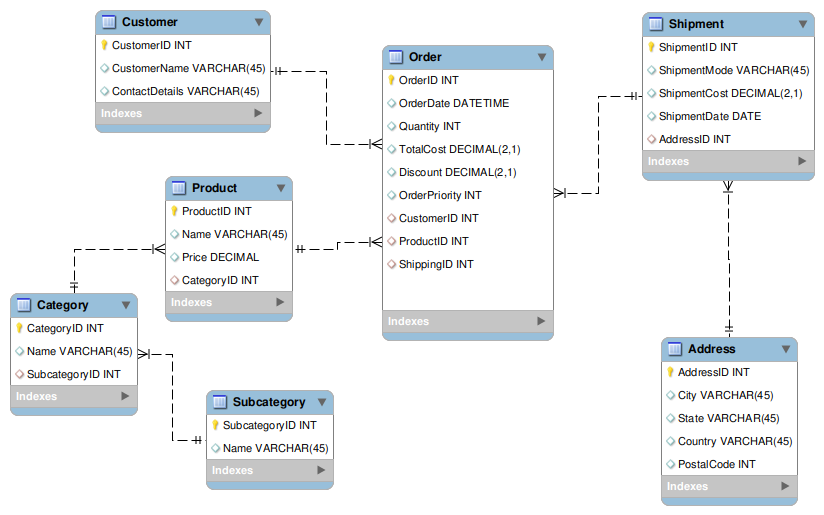 Customer
CustomerID INT
CustomerName VARCHAR(45)
ContactDetails VARCHAR(45)
Indexes
Order
OrderID INT
OrderDate DATETIME
Quantity INT
TotalCost DECIMAL(2,1)
Discount DECIMAL(2,1)
OrderPriority INT
CustomerID INT
ProductID INT
ShippingID INT
Indexes
Shipment
ShipmentID INT
ShipmentMode VARCHAR(45)
ShipmentCost DECIMAL(2,1)
ShipmentDate DATE
AddressID INT
Indexes
Product
ProductID INT
Name VARCHAR(45)
Price DECIMAL
CategoryID INT
Indexes
Category
CategoryID INT
Name VARCHAR(45)
SubcategoryID INT
Indexes
Subcategory
SubcategoryID INT
Name VARCHAR(45)
Indexes
Address
AddressID INT
City VARCHAR(45)
State VARCHAR(45)
Country VARCHAR(45)
PostalCode INT
Indexes